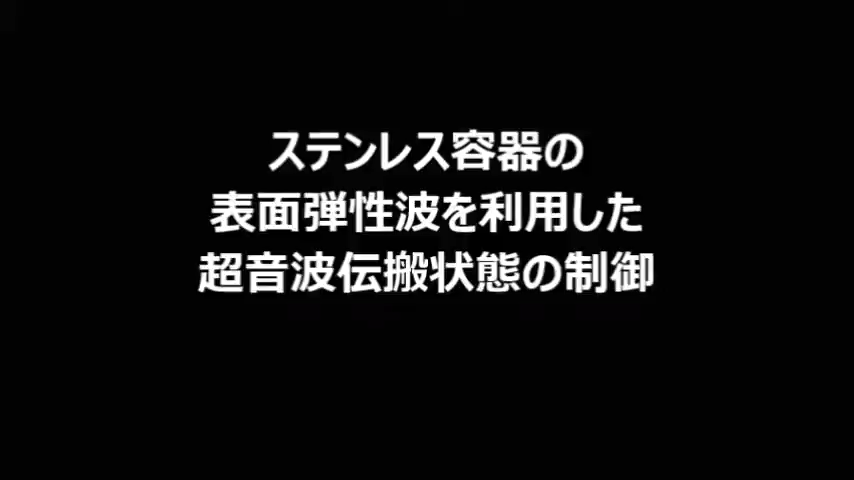 ステンレス容器の
表面弾性波を利用した
超音波伝搬状態の制御